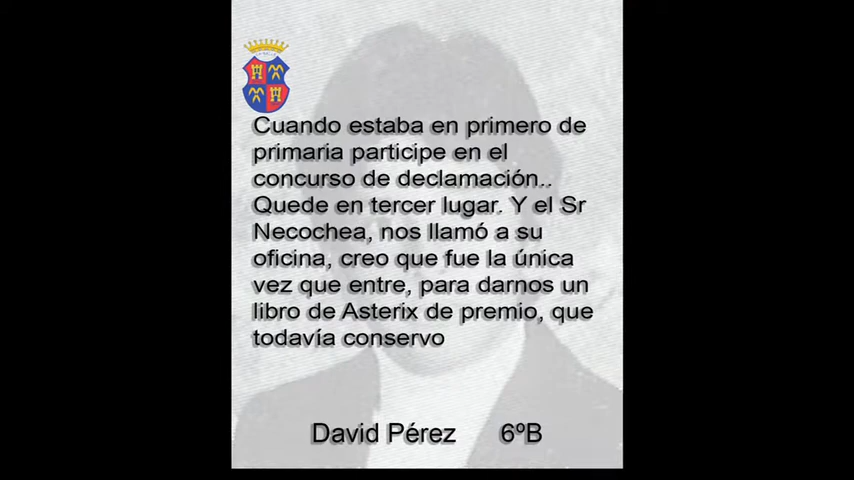 Cuando estaba en primero de
primaria participe en el
concurso de declamación..
Quede en tercer lugar. Y el Sr
Necochea, nos llamó a su
oficina, creo que fue la única
vez que entre, para darnos un
libro de Asterix de premio, que
todavía conservo
David Pérez 6ºB